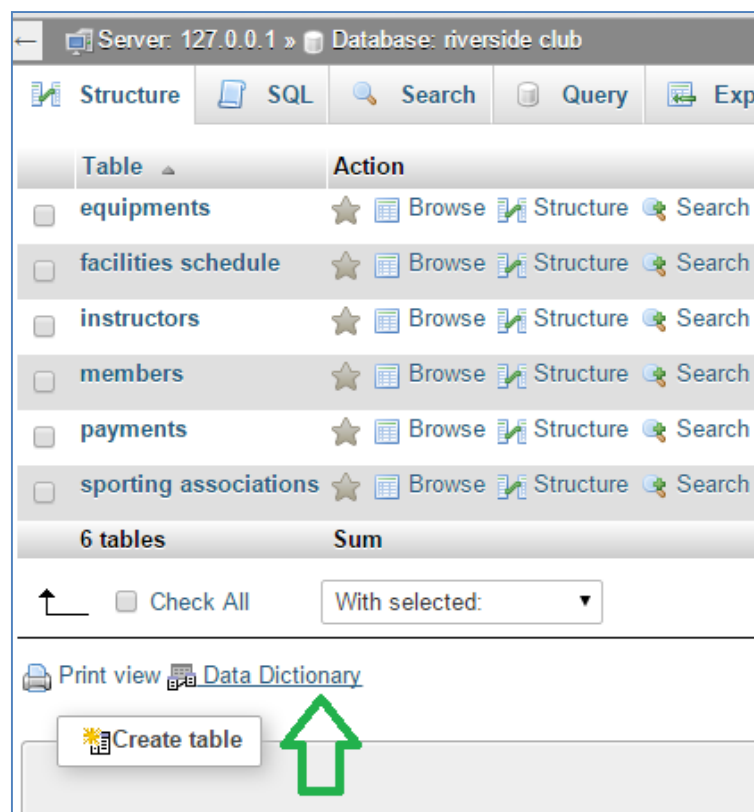 Server: 127.0.0.1 » Database: riverside club
Structure SQL Search Query Exp
Table Action
equipments Browse Structure Search
facilities schedule Browse Structure Search
instructors Browse Structure Search
members Browse Structure Search
payments Browse Structure Search
sporting associations Browse Structure Search
6 tables Sum
Check All With selected:
Print view Data Dictionary
Create table